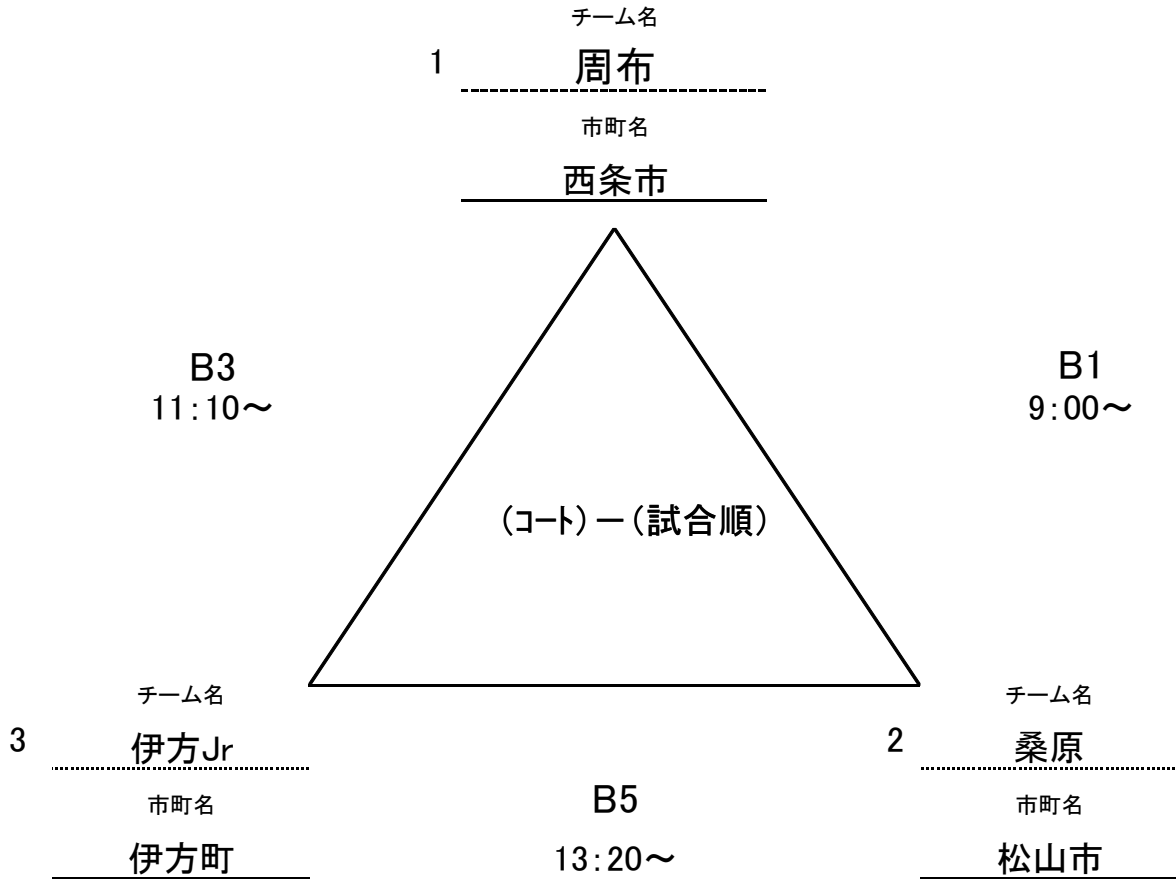 チーム名
1
周布
市町名
西条市
B3
11:10～
B1
9:00～
(コート)－(試合順)
チーム名
3
伊方Jr
市町名
伊方町
B5
13:20～
チーム名
2
桑原
市町名
松山市